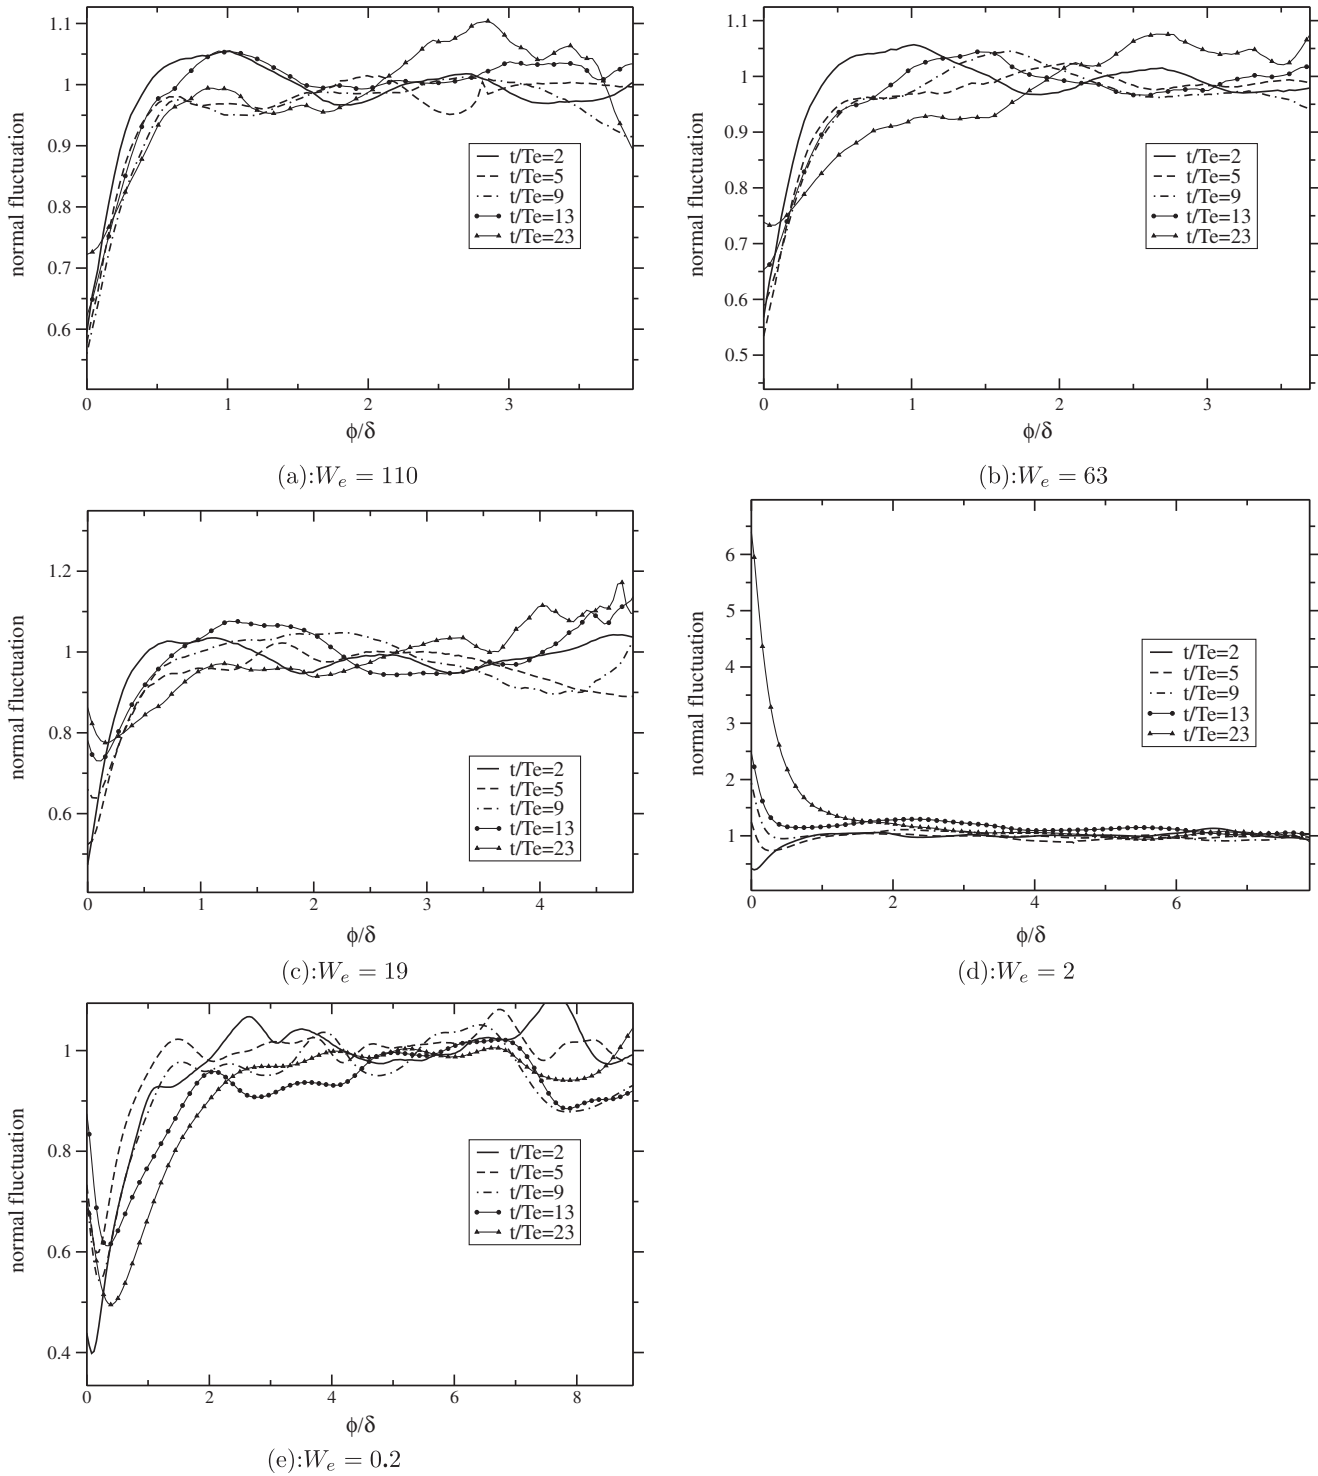 1.1
1
0.9
0.8
0.7
0.6
normal fluctuation
t/Te=2
t/Te=5
t/Te=9
t/Te=13
t/Te=23
0 1 2 3
ϕ/δ
(a):W_e = 110
1.1
1.0
0.9
0.8
0.7
0.6
0.5
normal fluctuation
t/Te=2
t/Te=5
t/Te=9
t/Te=13
t/Te=23
0 1 2 3
ϕ/δ
(b):W_e = 63
1.2
1
0.8
0.6
normal fluctuation
t/Te=2
t/Te=5
t/Te=9
t/Te=13
t/Te=23
0 1 2 3 4
ϕ/δ
(c):W_e = 19
6
5
4
3
2
1
normal fluctuation
t/Te=2
t/Te=5
t/Te=9
t/Te=13
t/Te=23
0 2 4 6
ϕ/δ
(d):W_e = 2
1
0.8
0.6
0.4
normal fluctuation
t/Te=2
t/Te=5
t/Te=9
t/Te=13
t/Te=23
0 2 4 6 8
ϕ/δ
(e):W_e = 0.2